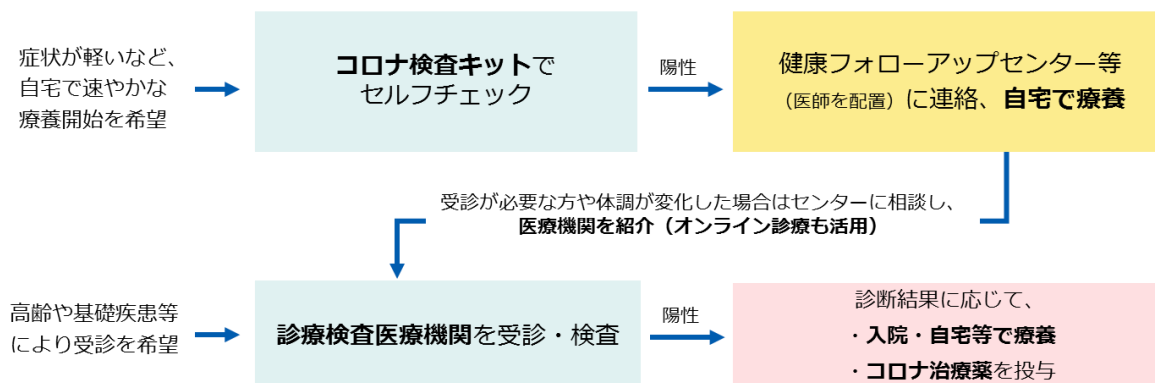 症状が軽いなど、
自宅で速やかな
療養開始を希望
コロナ検査キットで
セルフチェック
陽性
健康フォローアップセンター等
（医師を配置）に連絡、自宅で療養
受診が必要な方や体調が変化した場合はセンターに相談し、
医療機関を紹介（オンライン診療も活用）
高齢や基礎疾患等
により受診を希望
診療検査医療機関を受診・検査
陽性
診断結果に応じて、
・入院・自宅等で療養
・コロナ治療薬を投与